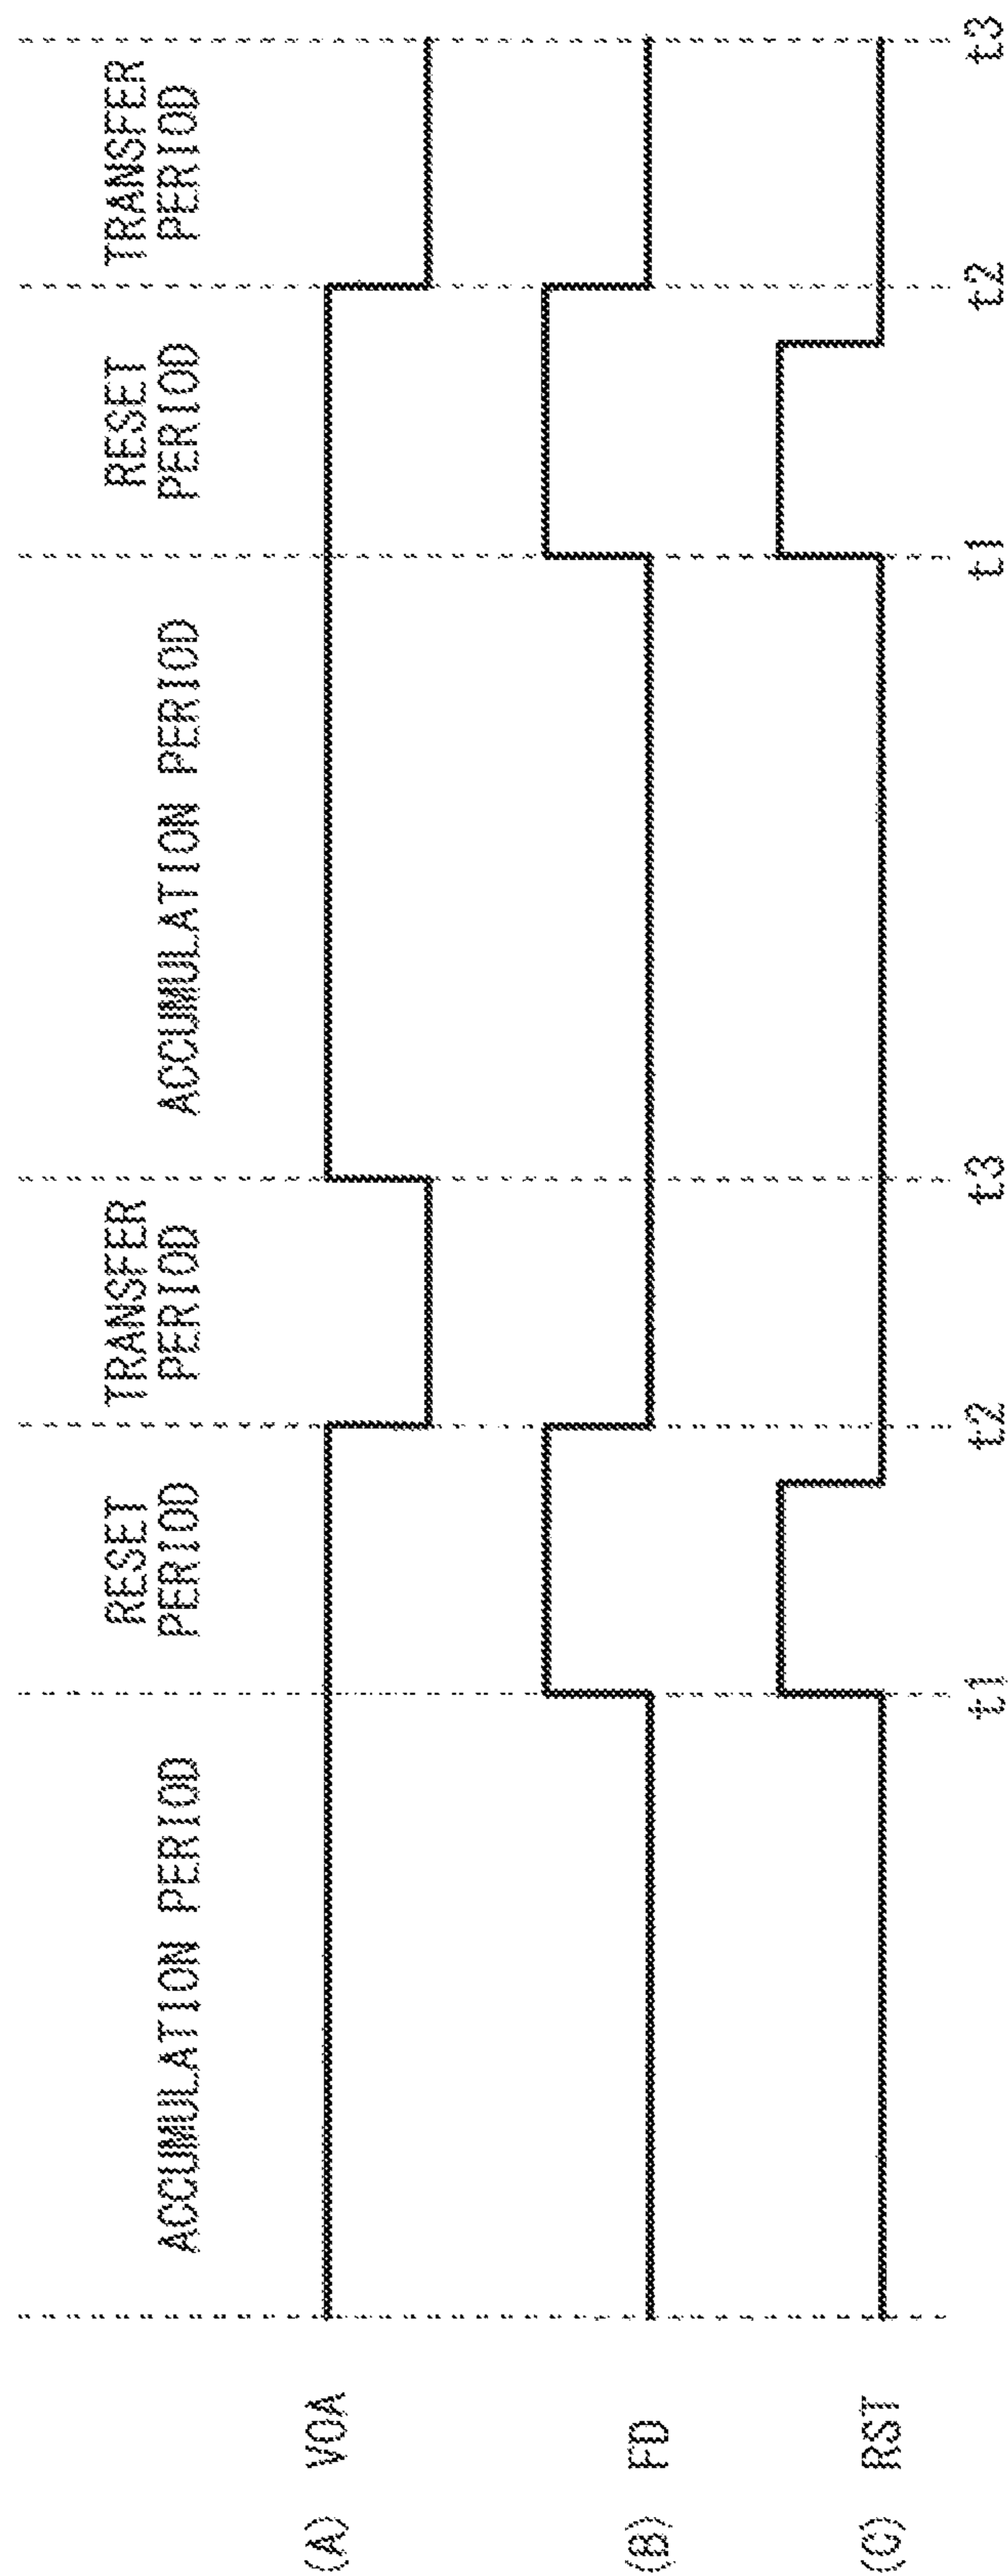 ACCUMULATION PERIOD
RESET
PERIOD
TRANSFER
PERIOD
ACCUMULATION PERIOD
RESET
PERIOD
TRANSFER
PERIOD
(A) VOA
(B) FD
(C) RST
t1
t2
t3
t1
t2
t3